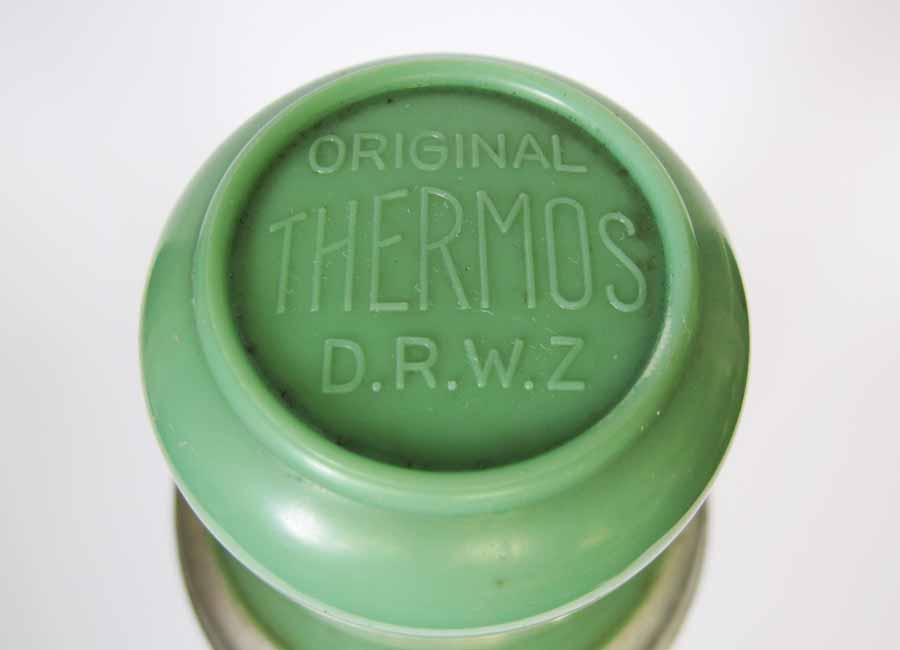 ORIGINAL
THERMOS
D.R.W.Z